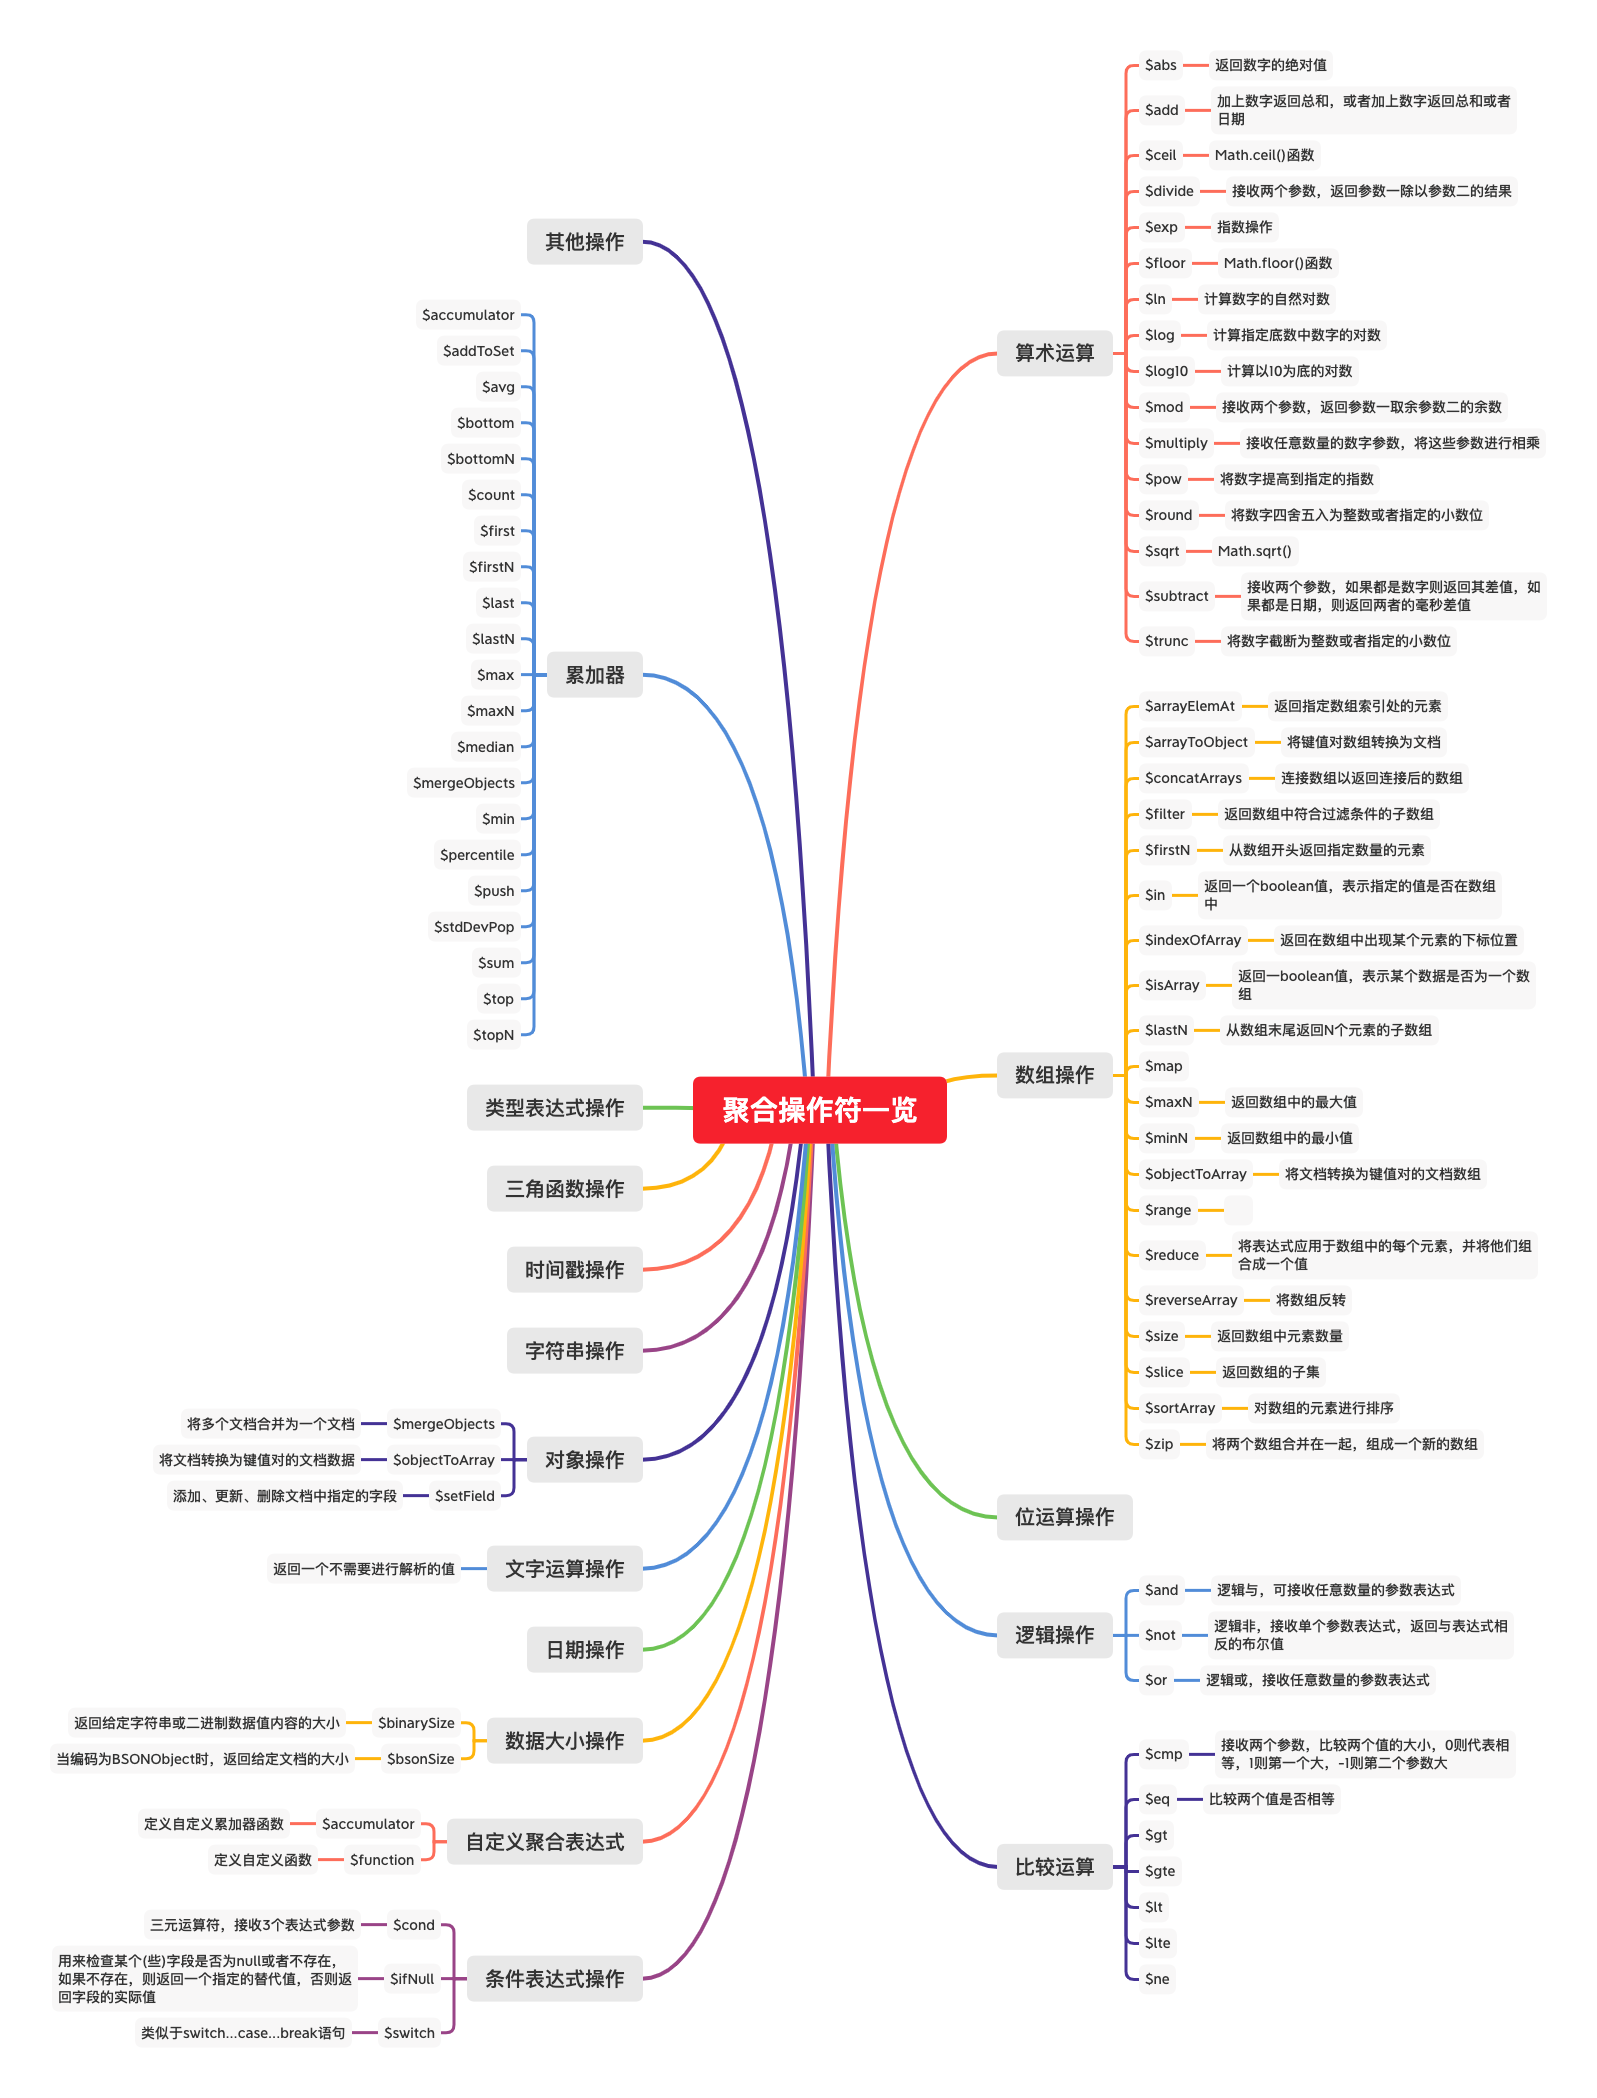 聚合操作符一览
算术运算
$abs
返回数字的绝对值
$add
加上数字返回总和，或者加上数字返回总和或者
日期
$ceil
Math.ceil()函数
$divide
接收两个参数，返回参数一除以参数二的结果
$exp
指数操作
$floor
Math.floor()函数
$ln
计算数字的自然对数
$log
计算指定底数中数字的对数
$log10
计算以10为底的对数
$mod
接收两个参数，返回参数一取余参数二的余数
$multiply
接收任意数量的数字参数，将这些参数进行相乘
$pow
将数字提高到指定的指数
$round
将数字四舍五入为整数或者指定的小数位
$sqrt
Math.sqrt()
$subtract
接收两个参数，如果都是数字则返回其差值，如
果都是日期，则返回两者的毫秒差值
$trunc
将数字截断为整数或者指定的小数位
数组操作
$arrayElemAt
返回指定数组索引处的元素
$arrayToObject
将键值对数组转换为文档
$concatArrays
连接数组以返回连接后的数组
$filter
返回数组中符合过滤条件的子数组
$firstN
从数组开头返回指定数量的元素
$in
返回一个boolean值，表示指定的值是否在数组
中
$indexOfArray
返回在数组中出现某个元素的下标位置
$isArray
返回一boolean值，表示某个数据是否为一个数
组
$lastN
从数组末尾返回N个元素的子数组
$map
$maxN
返回数组中的最大值
$minN
返回数组中的最小值
$objectToArray
将文档转换为键值对的文档数组
$range
$reduce
将表达式应用于数组中的每个元素，并将他们组
合成一个值
$reverseArray
将数组反转
$size
返回数组中元素数量
$slice
返回数组的子集
$sortArray
对数组的元素进行排序
$zip
将两个数组合并在一起，组成一个新的数组
位运算操作
逻辑操作
$and
逻辑与，可接收任意数量的参数表达式
$not
逻辑非，接收单个参数表达式，返回与表达式相
反的布尔值
$or
逻辑或，接收任意数量的参数表达式
比较运算
$cmp
接收两个参数，比较两个值的大小，0则代表相
等，1则第一个大，-1则第二个参数大
$eq
比较两个值是否相等
$gt
$gte
$lt
$lte
$ne
其他操作
累加器
$accumulator
$addToSet
$avg
$bottom
$bottomN
$count
$first
$firstN
$last
$lastN
$max
$maxN
$median
$mergeObjects
$min
$percentile
$push
$stdDevPop
$sum
$top
$topN
类型表达式操作
三角函数操作
时间戳操作
字符串操作
对象操作
$mergeObjects
将多个文档合并为一个文档
$objectToArray
将文档转换为键值对的文档数据
$setField
添加、更新、删除文档中指定的字段
文字运算操作
返回一个不需要进行解析的值
日期操作
数据大小操作
$binarySize
返回给定字符串或二进制数据值内容的大小
$bsonSize
当编码为BSONObject时，返回给定文档的大小
自定义聚合表达式
$accumulator
定义自定义累加器函数
$function
定义自定义函数
条件表达式操作
$cond
三元运算符，接收3个表达式参数
$ifNull
用来检查某个(些)字段是否为null或者不存在，
如果不存在，则返回一个指定的替代值，否则返
回字段的实际值
$switch
类似于switch...case...break语句